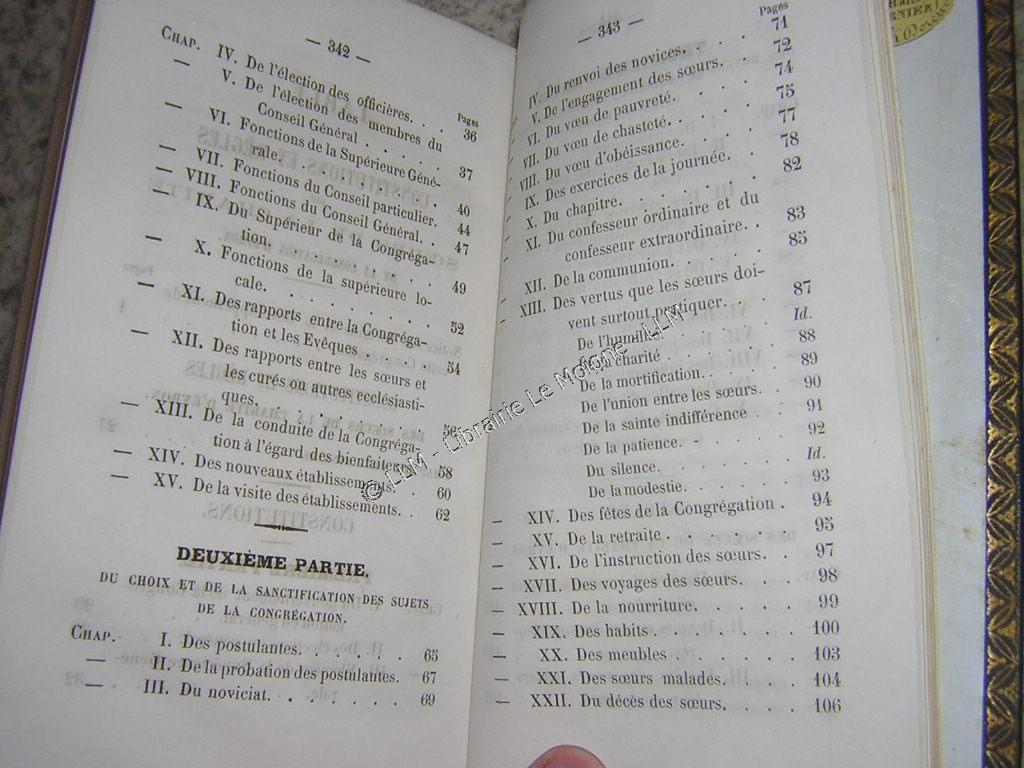 — 342 —
Pages
CHAP. IV. De l'élection des officières. . . 36
— V. De l'élection des membres du
Conseil Général . . . . . . 37
— VI. Fonctions de la Supérieure Géné-
rale. . . . . . . . . 40
— VII. Fonctions du Conseil particulier. 44
— VIII. Fonctions du Conseil Général. . 47
— IX. Du Supérieur de la Congréga-
tion. . . . . . . . . 49
— X. Fonctions de la supérieure lo-
cale. . . . . . . . . 52
— XI. Des rapports entre la Congréga-
tion et les Evêques . . . . 54
— XII. Des rapports entre les sœurs et
les curés ou autres ecclésiasti-
ques. . . . . . . . . 56
— XIII. De la conduite de la Congréga-
tion à l'égard des bienfaiteurs. 58
— XIV. Des nouveaux établissements. . 60
— XV. De la visite des établissements. . 62
DEUXIÈME PARTIE.
DU CHOIX ET DE LA SANCTIFICATION DES SUJETS
DE LA CONGRÉGATION.
CHAP. I. Des postulantes. . . . . . 65
— II. De la probation des postulantes. 67
— III. Du noviciat. . . . . . . 69
— 343 —
Pages
IV. Du renvoi des novices. . . . 71
V. De l'engagement des sœurs. . . 72
VI. Du vœu de pauvreté. . . . . 74
VII. Du vœu de chasteté. . . . . 75
VIII. Du vœu d'obéissance. . . . . 77
IX. Des exercices de la journée. . . 78
X. Du chapitre. . . . . . . 82
XI. Du confesseur ordinaire et du
confesseur extraordinaire. . 83
XII. De la communion. . . . . . 85
— XIII. Des vertus que les sœurs doi-
vent surtout pratiquer. . . 87
De l'humilité. . . . . . Id.
De la charité . . . . . . 88
De la mortification. . . . . 89
De l'union entre les sœurs. . 90
De la sainte indifférence . . 91
De la patience. - . . . . 92
Du silence. . . . . . . Id.
De la modestie. . . . . . 93
— XIV. Des fêtes de la Congrégation . 94
— XV. De la retraite . . . . . . 95
— XVI. De l'instruction des sœurs. . . 97
— XVII. Des voyages des sœurs. . . . 98
— XVIII. De la nourriture. . . . . . 99
— XIX. Des habits . . . . . . . 100
— XX. Des meubles . . . . . . 103
— XXI. Des sœurs malades. . . . . 104
— XXII. Du décès des sœurs. . . . . 106
© LLM - Librairie Le Moigne - LLM